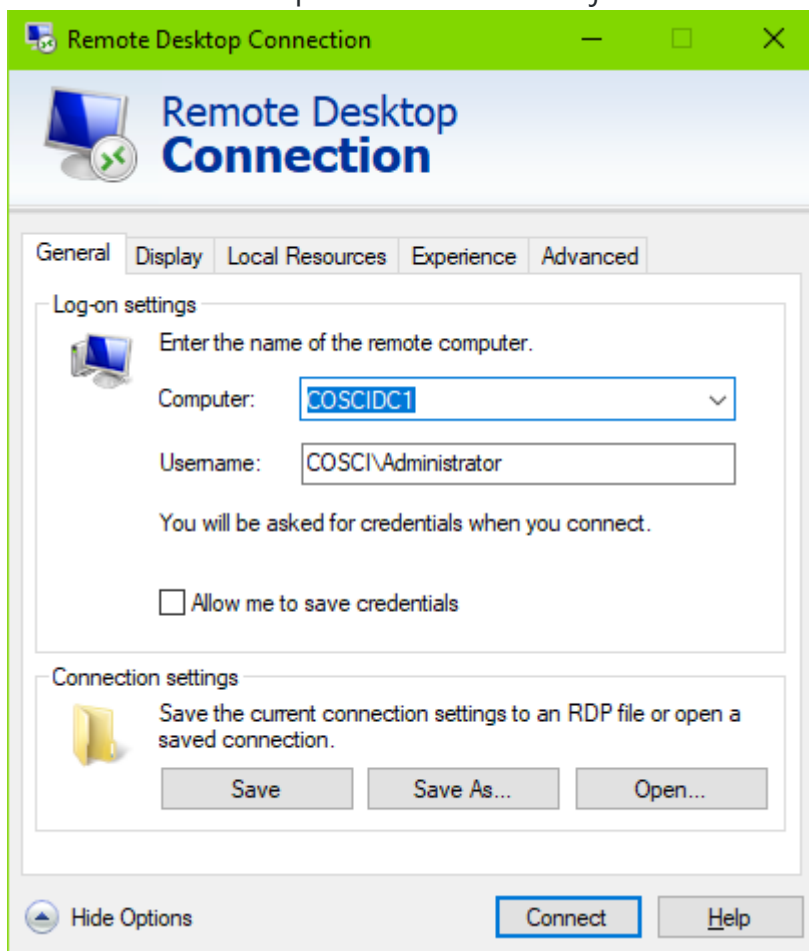 Remote Desktop Connection
Remote Desktop
Connection
General Display Local Resources Experience Advanced
Log-on settings
Enter the name of the remote computer.
Computer: COSCIDC1
Username: COSCI\Administrator
You will be asked for credentials when you connect.
Allow me to save credentials
Connection settings
Save the current connection settings to an RDP file or open a
saved connection.
Save Save As... Open...
Hide Options Connect Help